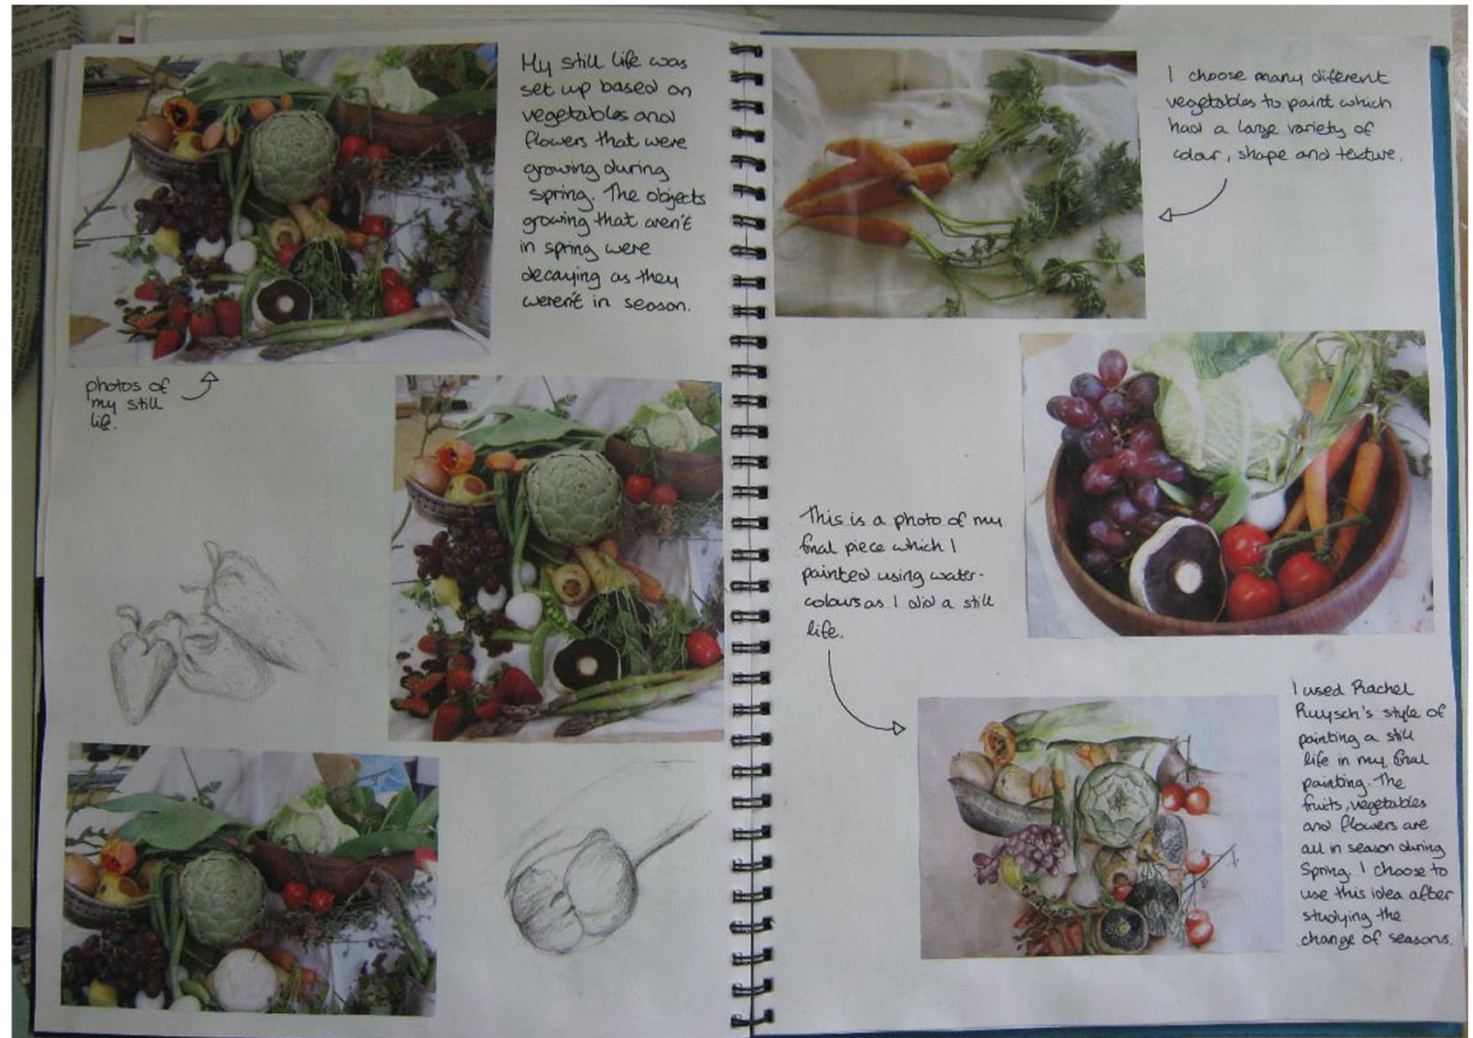 My still life was
set up based on
vegetables and
flowers that were
growing during
spring. The objects
growing that aren't
in spring were
decaying as they
weren't in season.
photos of
my still
life.
I choose many different
vegetables to paint which
had a large variety of
colour, shape and texture.
This is a photo of my
final piece which I
painted using water-
colours as I did a still
life.
I used Rachel
Ruysch's style of
painting a still
life in my final
painting. The
fruits, vegetables
and flowers are
all in season during
Spring. I choose to
use this idea after
studying the
change of seasons.